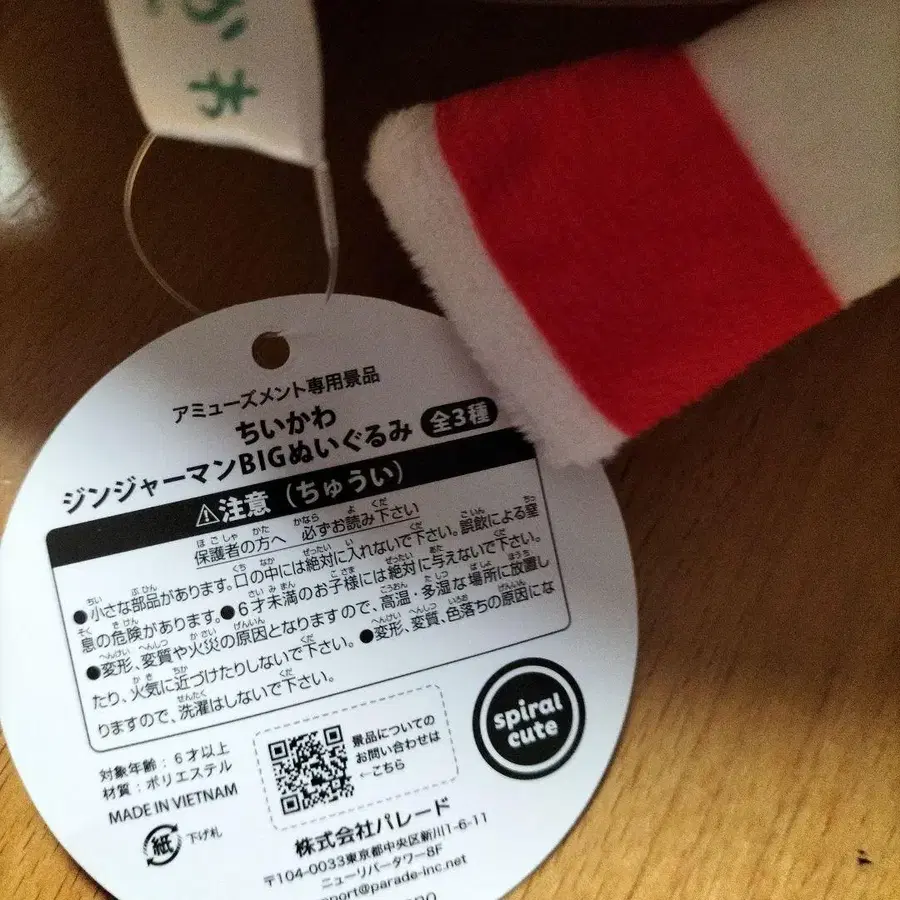 かわ
アミューズメント専用景品
ちいかわ
ジンジャーマンBIGぬいぐるみ 全3種
⚠注意（ちゅうい）
保護者の方へ 必ずお読み下さい
●小さな部品があります。口の中には絶対に入れないで下さい。誤飲による窒
息の危険があります。●6才未満のお子様には絶対に与えないで下さい。
●変形、変質や火災の原因となりますので、高温・多湿な場所に放置し
たり、火気に近づけたりしないで下さい。●変形、変質、色落ちの原因にな
りますので、洗濯はしないで下さい。
対象年齢：6才以上
材質：ポリエステル
MADE IN VIETNAM
紙 下げ札
景品についての
お問い合わせは
←こちら
spiral
cute
株式会社パレード
〒104-0033東京都中央区新川1-6-11
ニューリバータワー8F
port@parade-inc.net